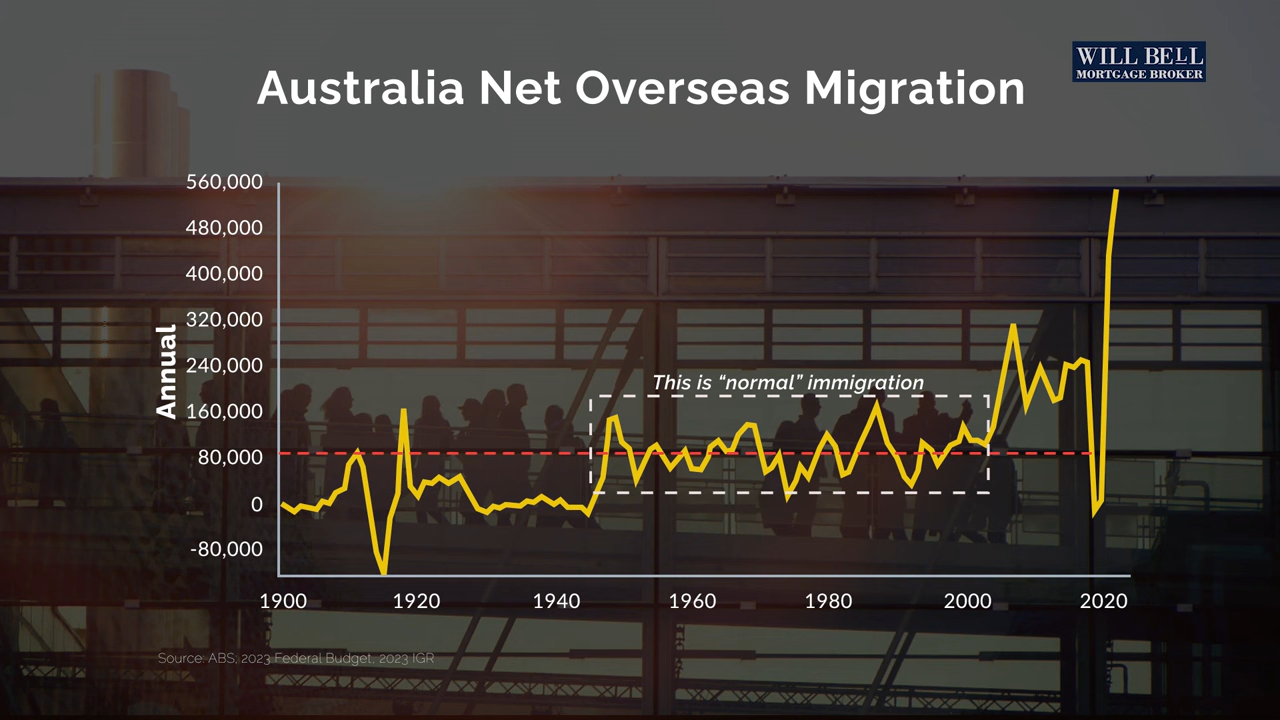 WILL BELL
MORTGAGE BROKER
Australia Net Overseas Migration
560,000
480,000
400,000
320,000
240,000
160,000
80,000
0
-80,000
Annual
This is “normal” immigration
1900 1920 1940 1960 1980 2000 2020
Source: ABS, 2023 Federal Budget, 2023 IGR